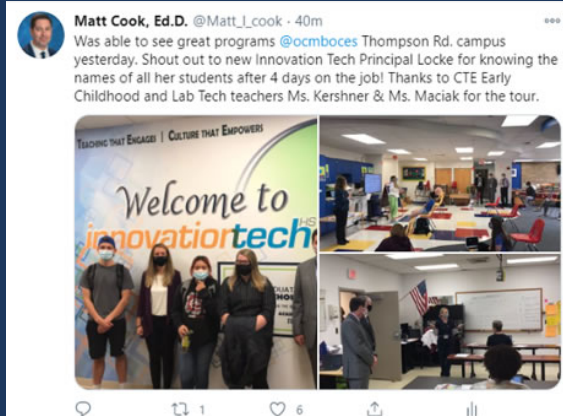 Matt Cook, Ed.D. @Matt_l_cook · 40m
Was able to see great programs @ocmboces Thompson Rd. campus
yesterday. Shout out to new Innovation Tech Principal Locke for knowing the
names of all her students after 4 days on the job! Thanks to CTE Early
Childhood and Lab Tech teachers Ms. Kershner & Ms. Maciak for the tour.
TEACHING THAT ENGAGES | CULTURE THAT EMPOWERS
Welcome to
innovationtech
HS
1
6